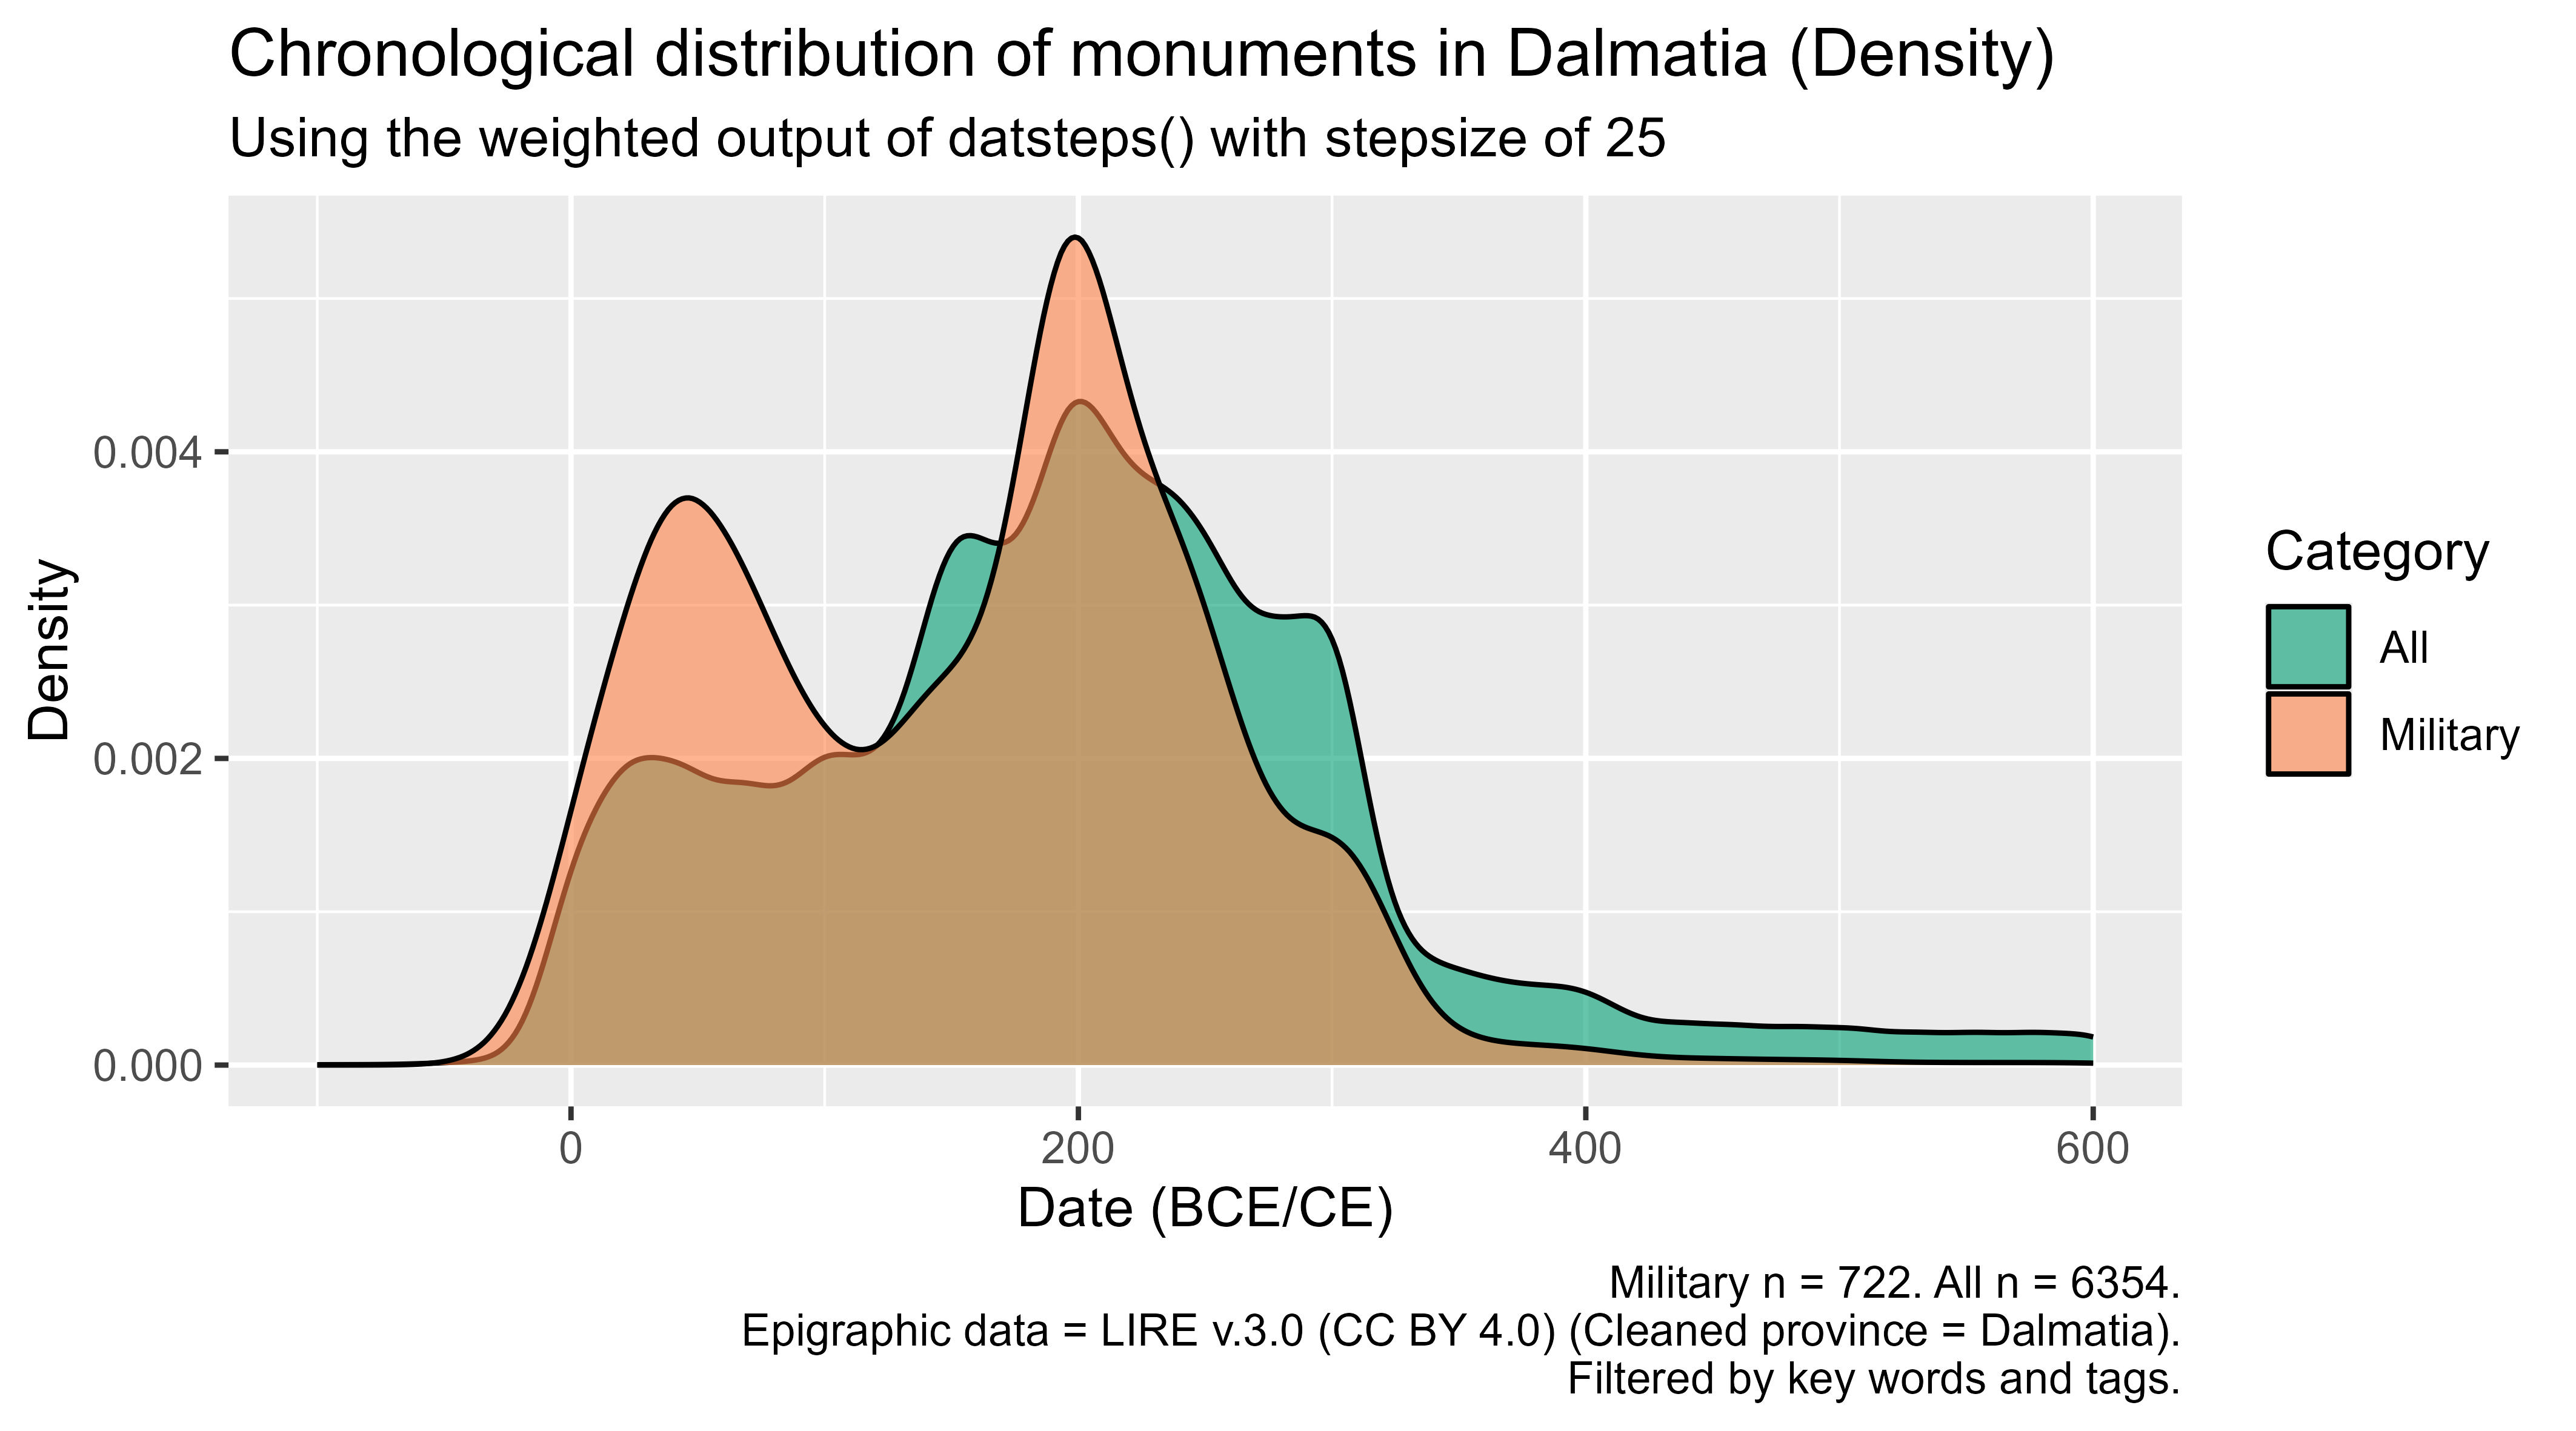 Chronological distribution of monuments in Dalmatia (Density)
Using the weighted output of datsteps() with stepsize of 25
Density
0.004
0.002
0.000
0
200
400
600
Date (BCE/CE)
Category
All
Military
Military n = 722. All n = 6354.
Epigraphic data = LIRE v.3.0 (CC BY 4.0) (Cleaned province = Dalmatia).
Filtered by key words and tags.